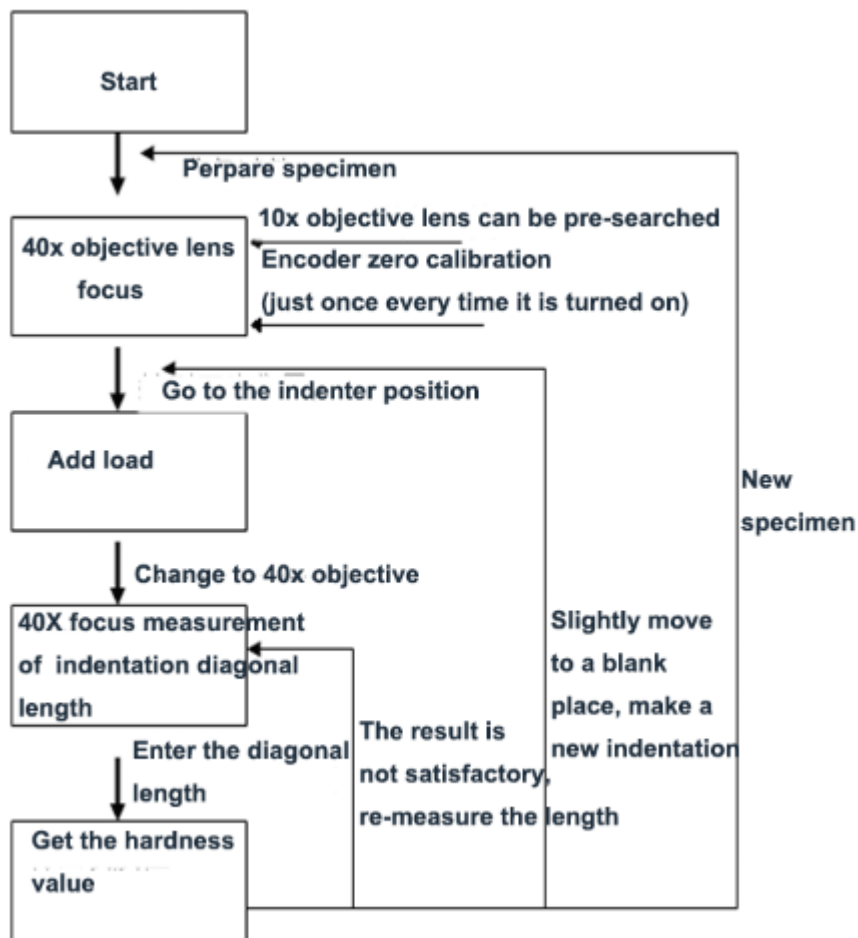 Start
Perpare specimen
10x objective lens can be pre-searched
40x objective lens
focus
Encoder zero calibration
(just once every time it is turned on)
Go to the indenter position
Add load
New
specimen
Change to 40x objective
40X focus measurement
of indentation diagonal
length
Slightly move
to a blank
place, make a
new indentation
The result is
not satisfactory,
re-measure the length
Enter the diagonal
length
Get the hardness
value